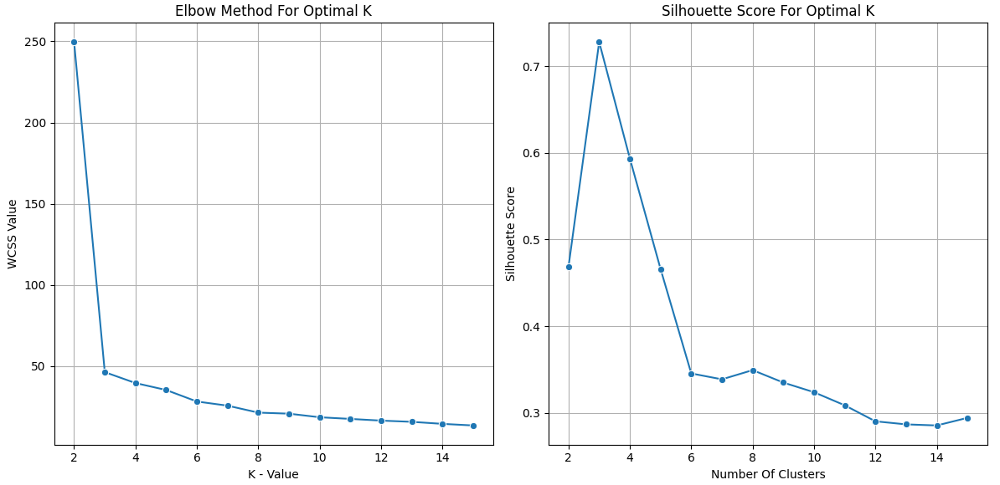 Elbow Method For Optimal K
250
200
150
100
50
WCSS Value
2 4 6 8 10 12 14
K - Value
Silhouette Score For Optimal K
0.7
0.6
0.5
0.4
0.3
Silhouette Score
2 4 6 8 10 12 14
Number Of Clusters